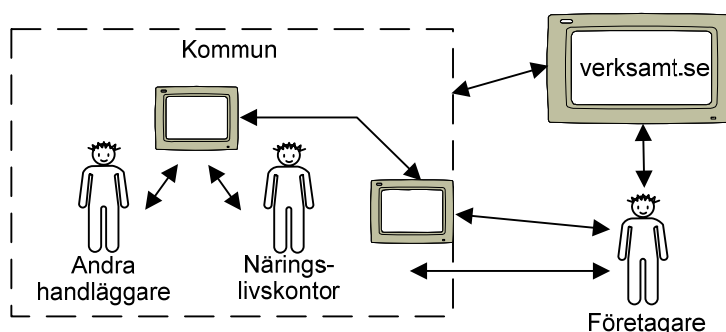 Kommun
verksamt.se
Andra
handläggare
Närings-
livskontor
Företagare